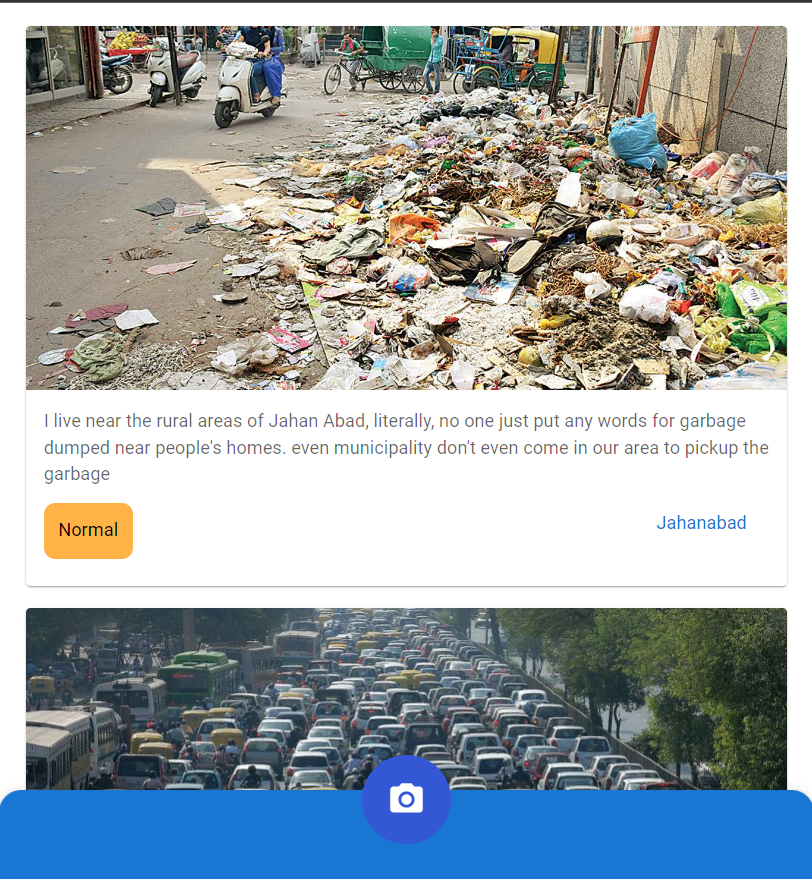 I live near the rural areas of Jahan Abad, literally, no one just put any words for garbage
dumped near people's homes. even municipality don't even come in our area to pickup the
garbage
Normal
Jahanabad